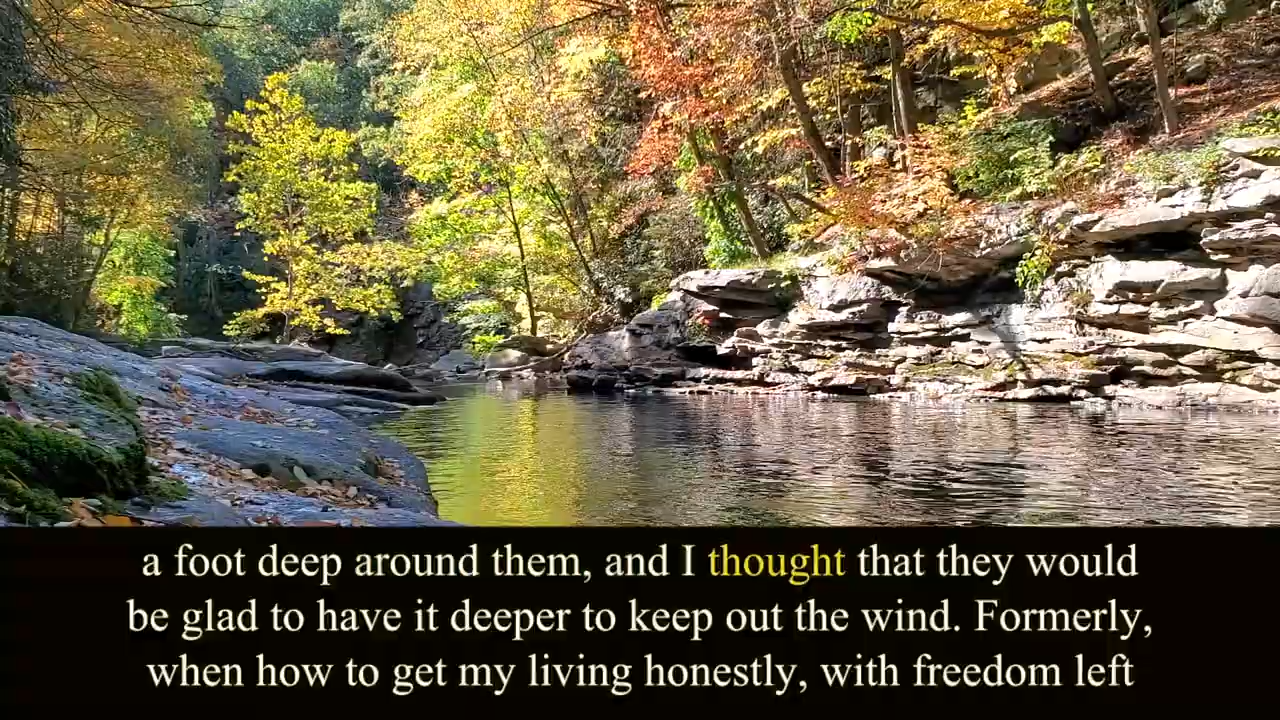 a foot deep around them, and I thought that they would
be glad to have it deeper to keep out the wind. Formerly,
when how to get my living honestly, with freedom left